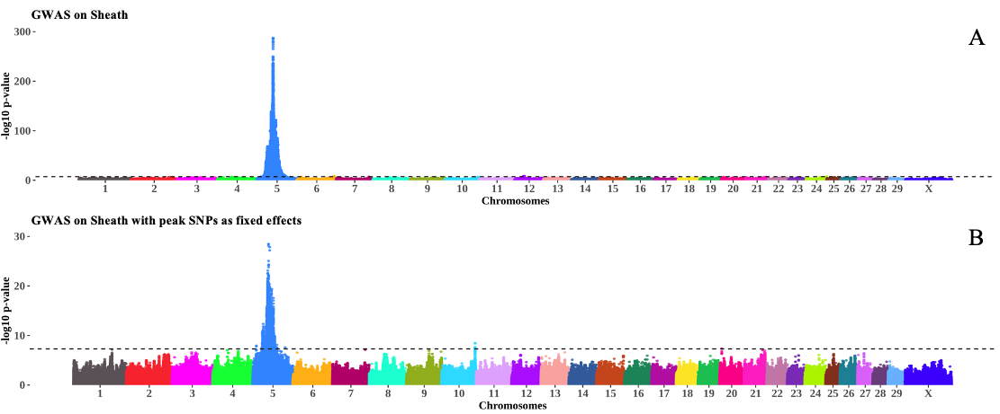 GWAS on Sheath
A
300
200
100
0
-log10 p-value
1 2 3 4 5 6 7 8 9 10 11 12 13 14 15 16 17 18 19 20 21 22 23 24 25 26 27 28 29 X
Chromosomes
GWAS on Sheath with peak SNPs as fixed effects
B
30
20
10
0
-log10 p-value
1 2 3 4 5 6 7 8 9 10 11 12 13 14 15 16 17 18 19 20 21 22 23 24 25 26 27 28 29 X
Chromosomes